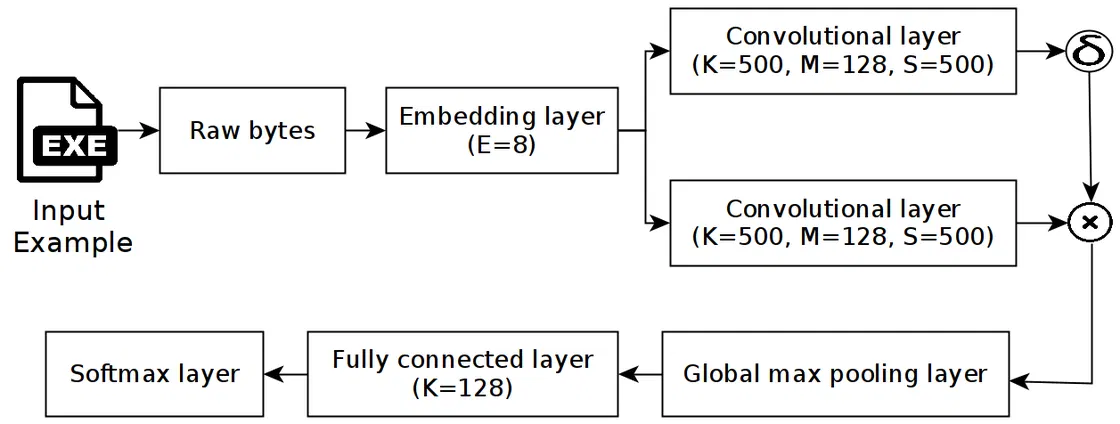 EXE
Input
Example
Raw bytes
Embedding layer
(E=8)
Convolutional layer
(K=500, M=128, S=500)
δ
Convolutional layer
(K=500, M=128, S=500)
×
Global max pooling layer
Fully connected layer
(K=128)
Softmax layer